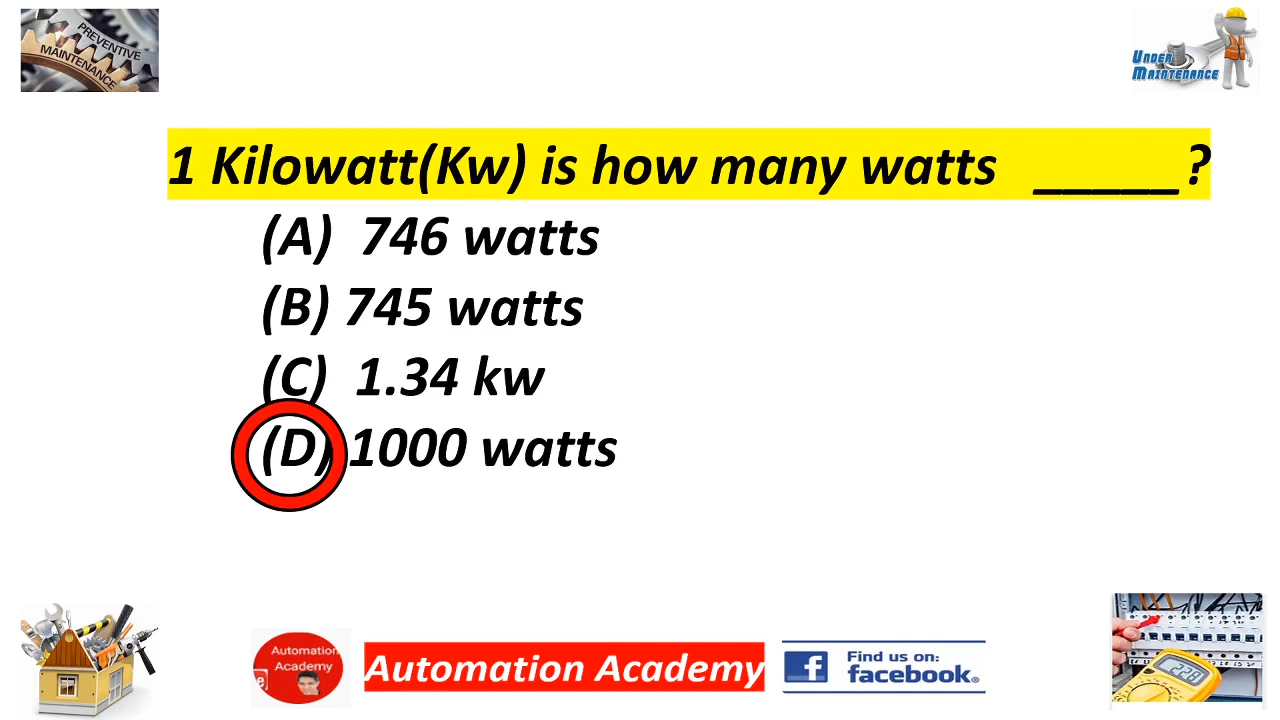 PREVENTIVE
MAINTENANCE
UNDER
MAINTENANCE
1 Kilowatt(Kw) is how many watts _____?
(A) 746 watts
(B) 745 watts
(C) 1.34 kw
(D) 1000 watts
Automation
Academy
Automation Academy
f
Find us on:
facebook®
228